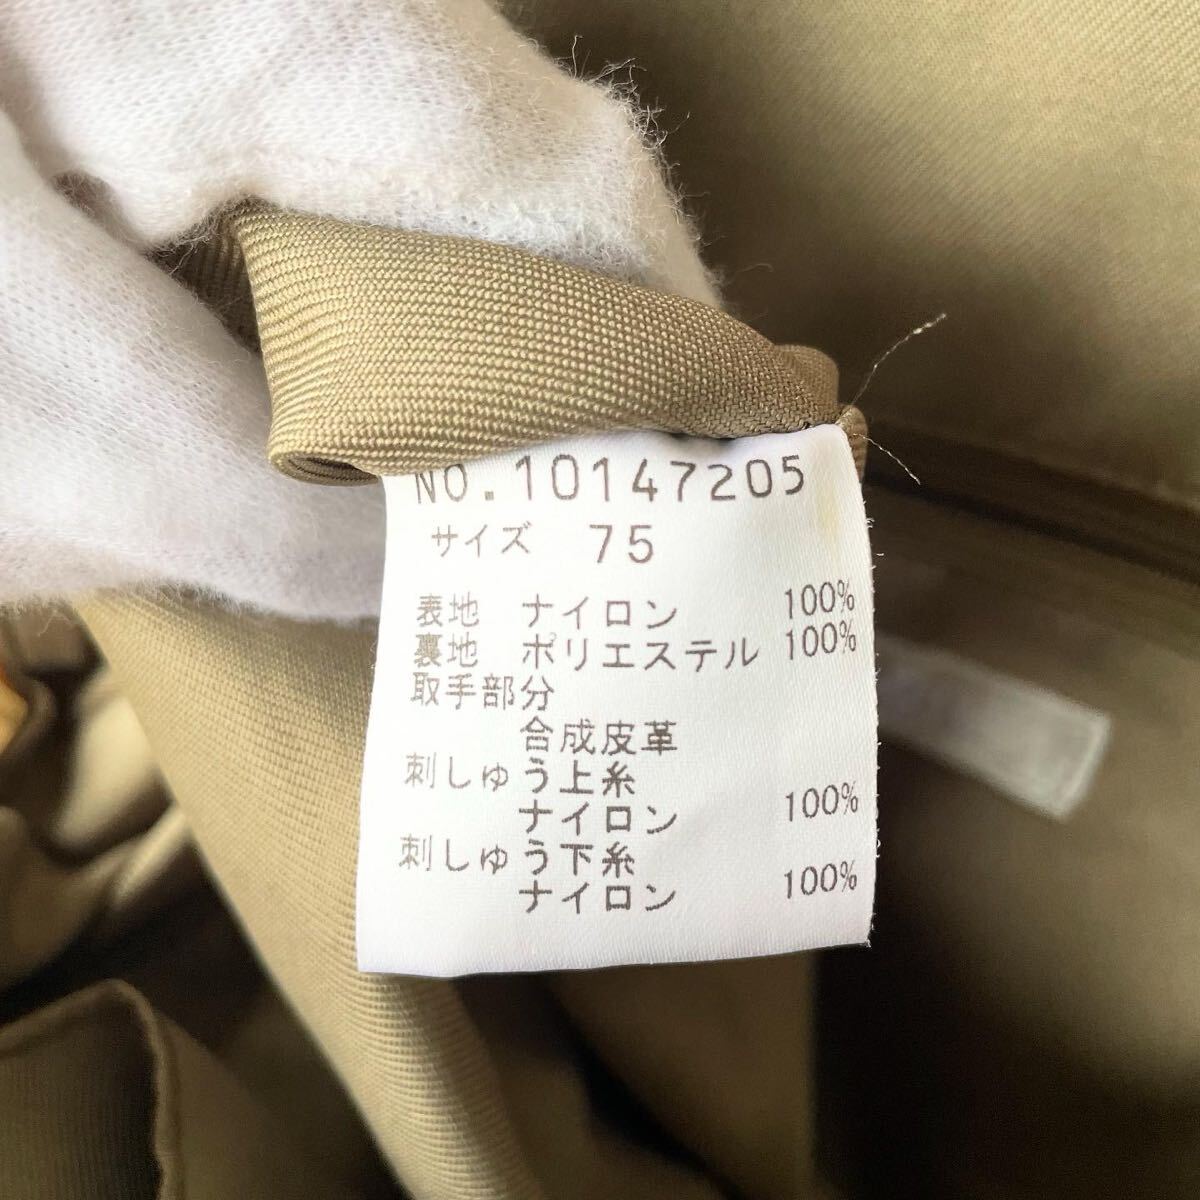 NO.10147205
サイズ 75
表地 ナイロン 100%
裏地 ポリエステル 100%
取手部分
合成皮革
刺しゅう上糸
ナイロン 100%
刺しゅう下糸
ナイロン 100%